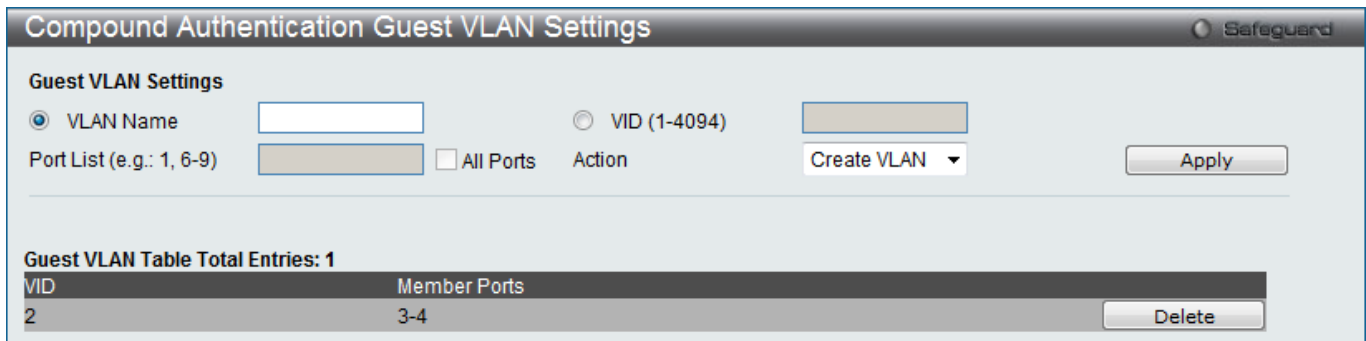 Compound Authentication Guest VLAN Settings Safeguard
Guest VLAN Settings
VLAN Name VID (1-4094)
Port List (e.g.: 1, 6-9) All Ports Action Create VLAN Apply
Guest VLAN Table Total Entries: 1
VID Member Ports
2 3-4 Delete